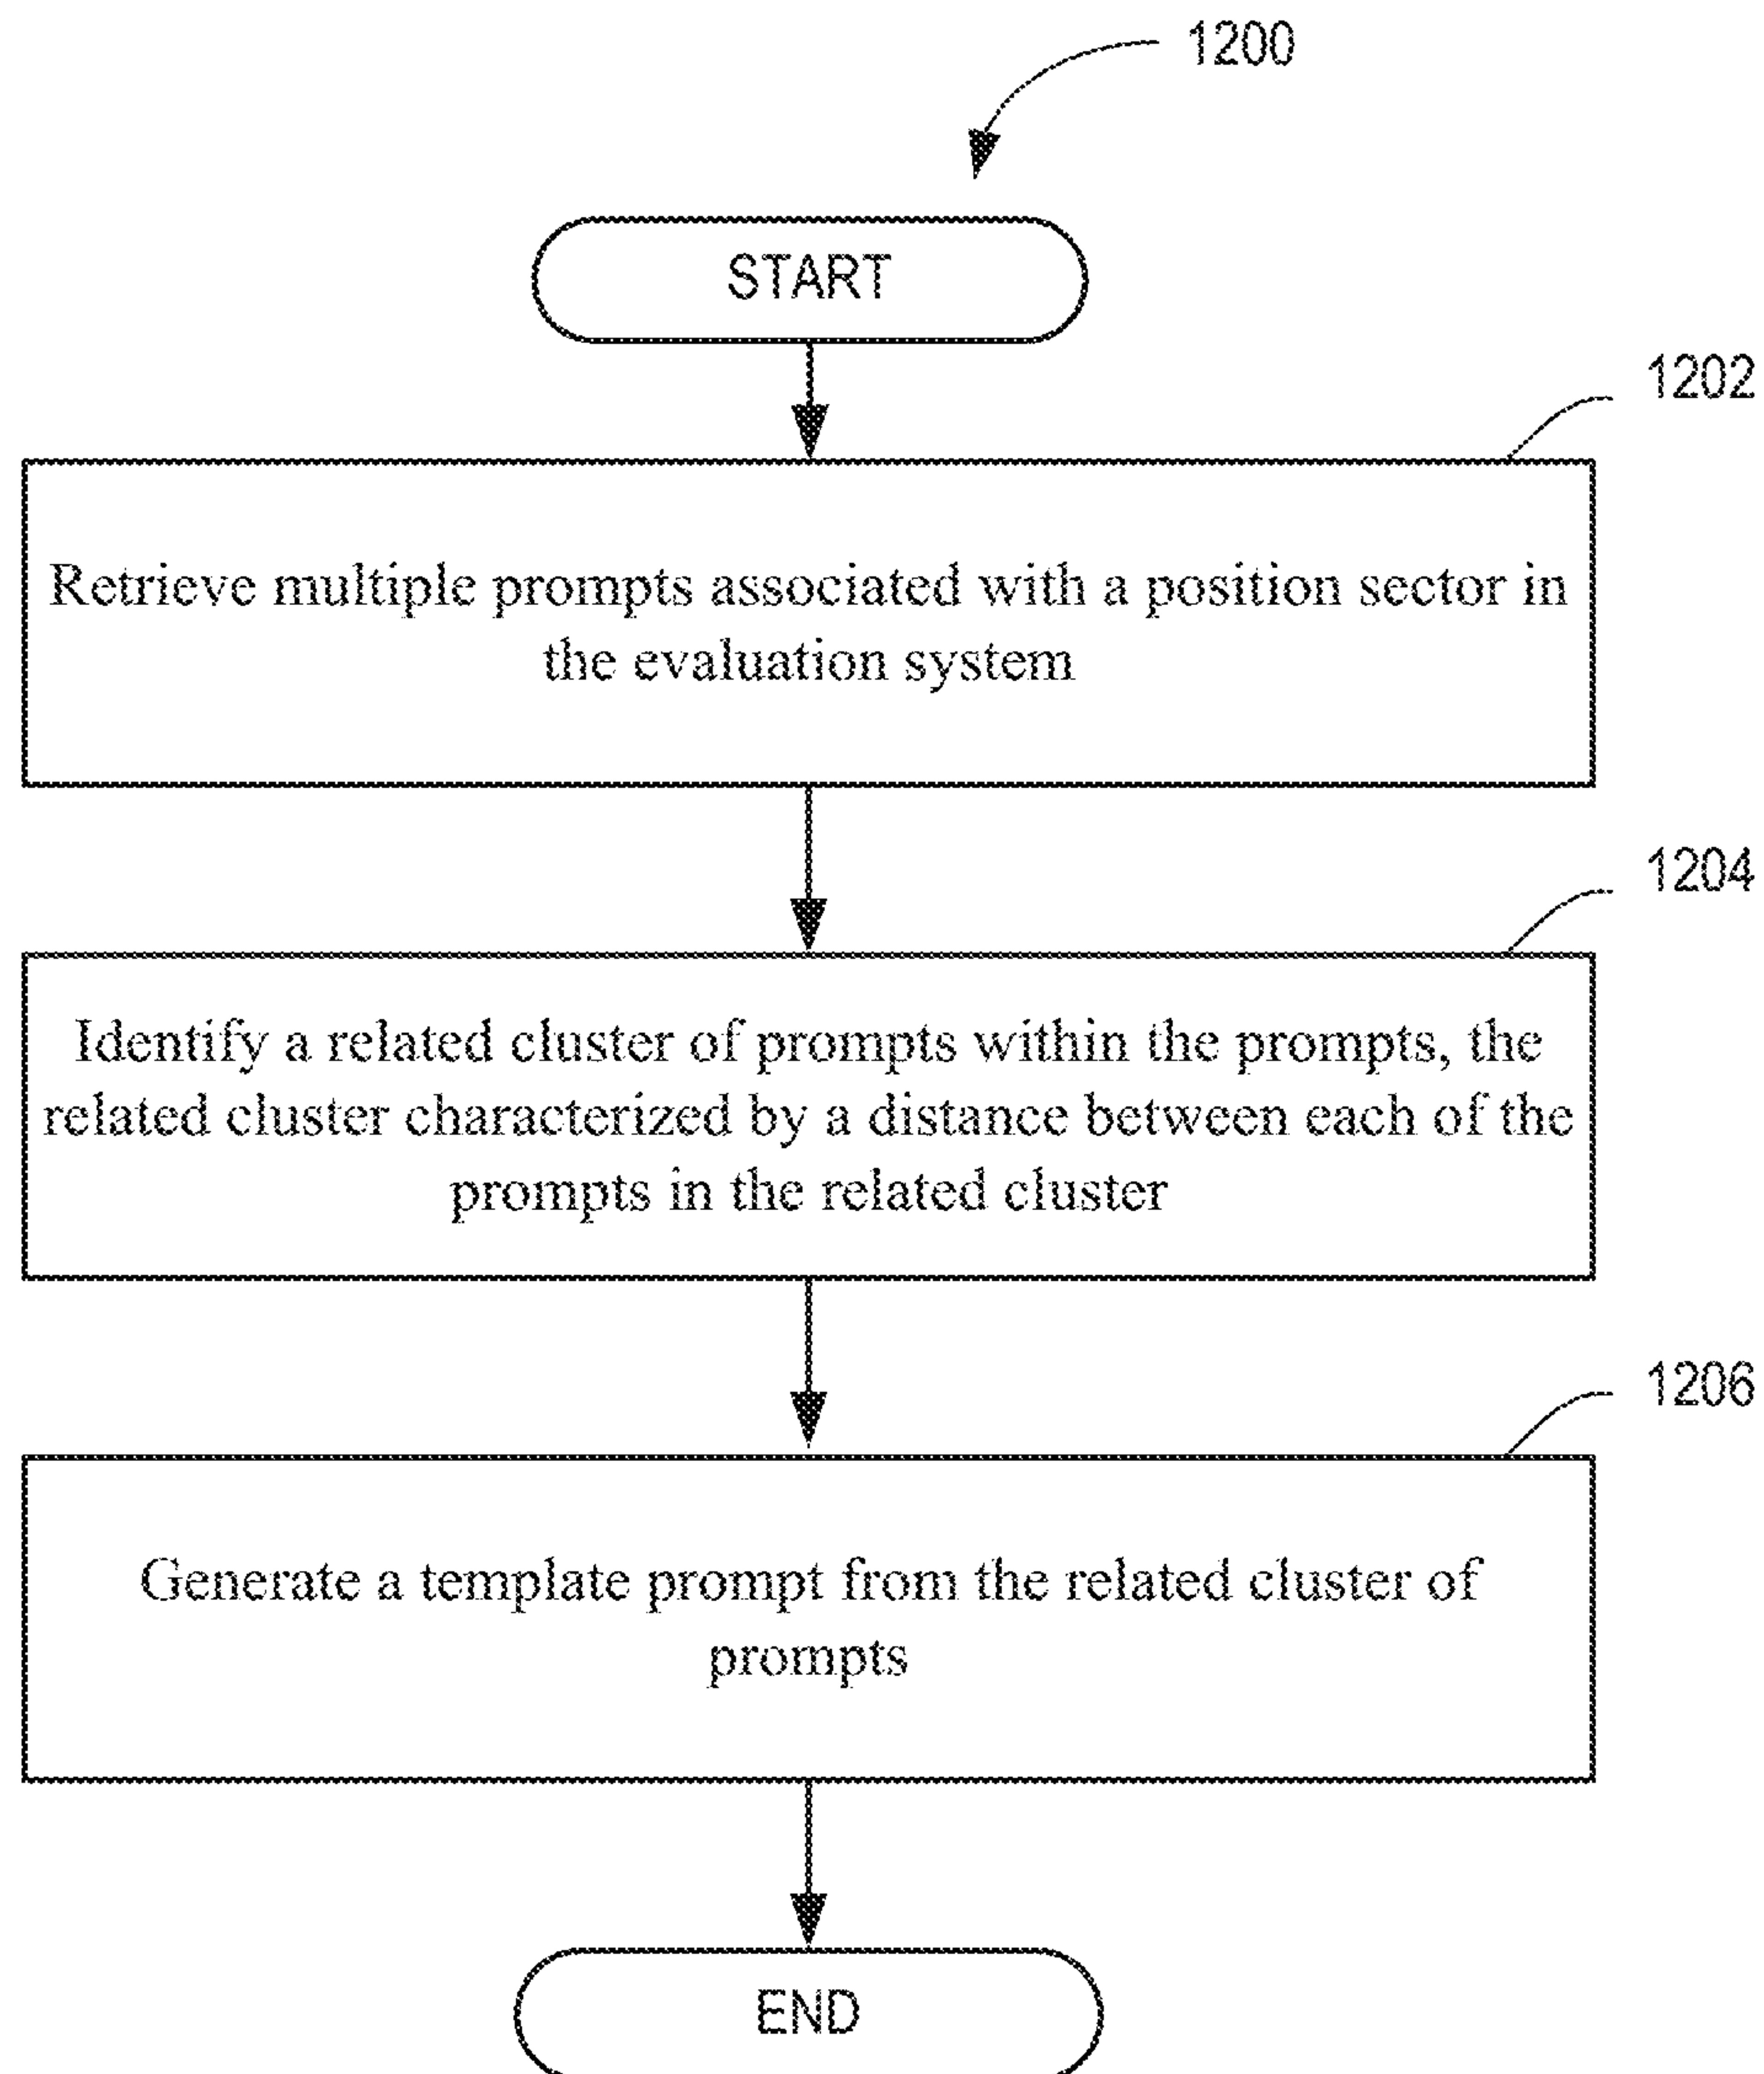 1200
START
1202
Retrieve multiple prompts associated with a position sector in
the evaluation system
1204
Identify a related cluster of prompts within the prompts, the
related cluster characterized by a distance between each of the
prompts in the related cluster
1206
Generate a template prompt from the related cluster of
prompts
END